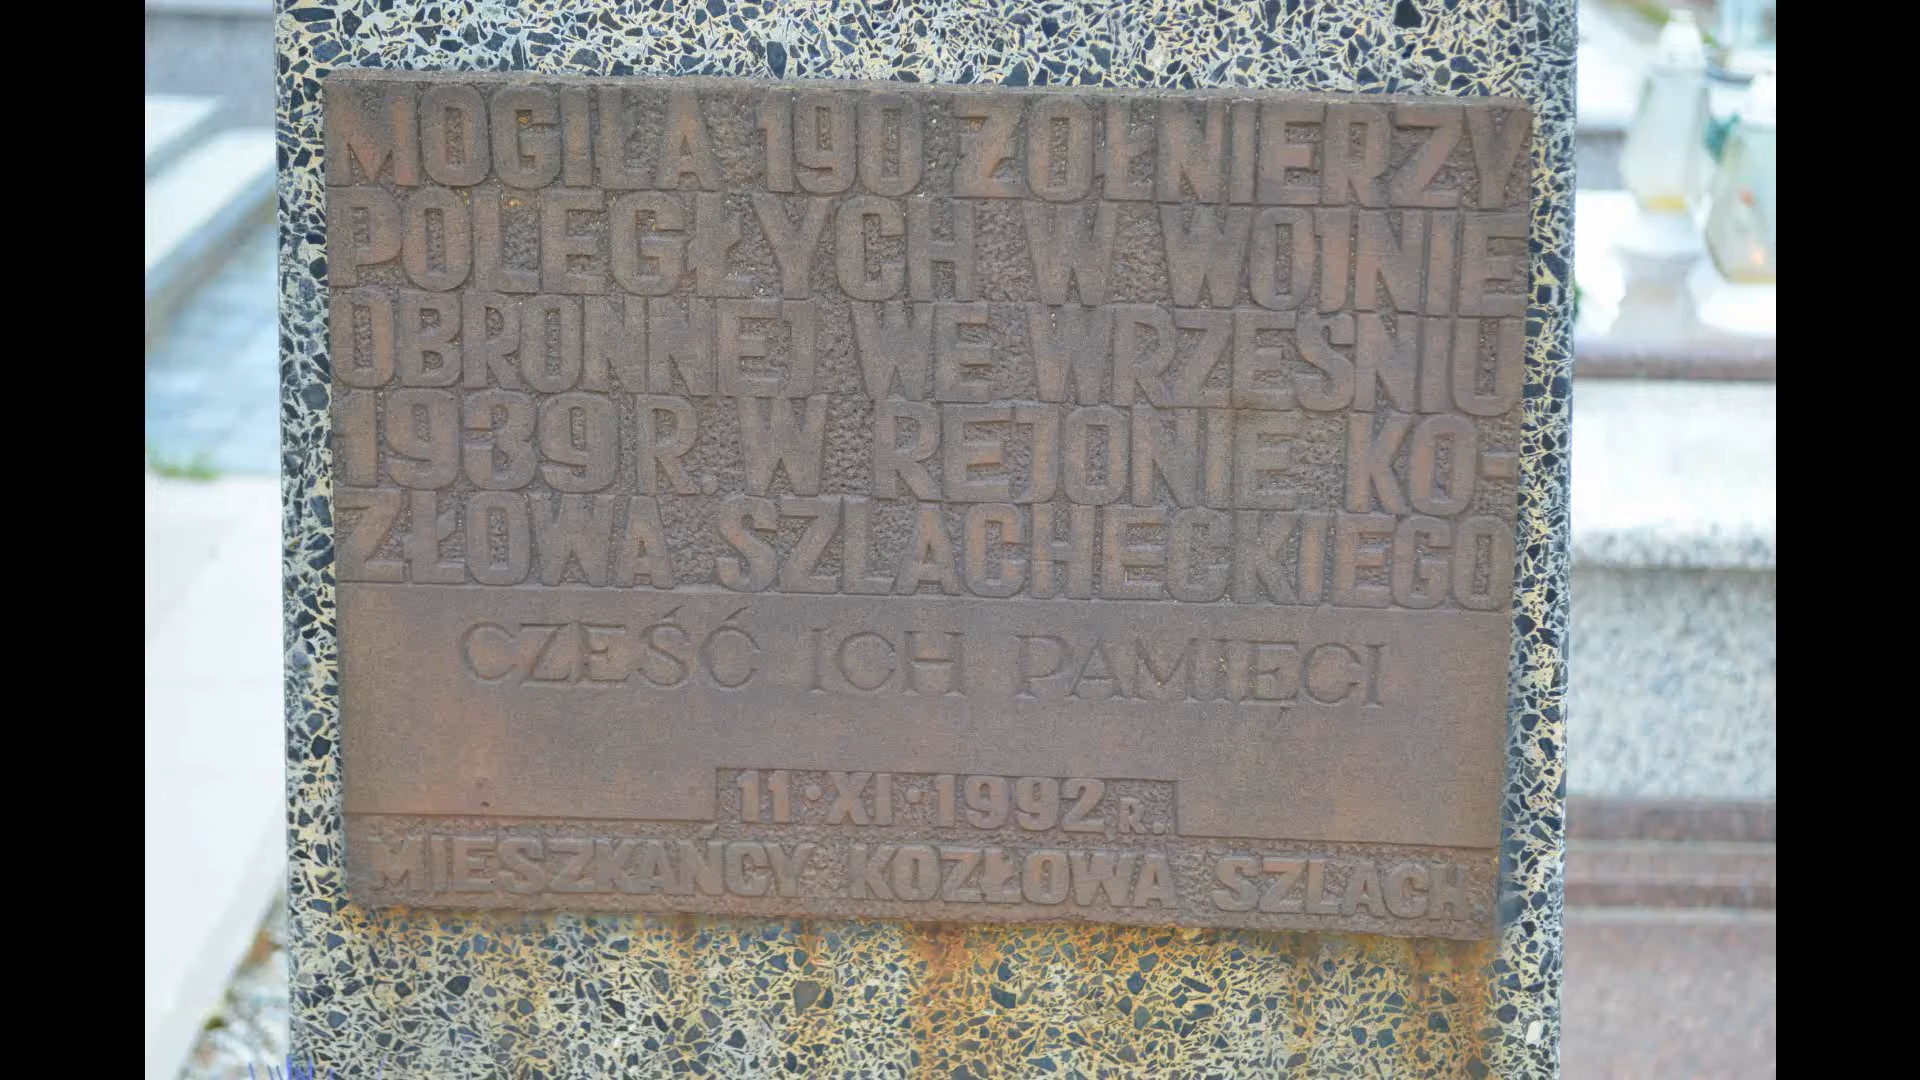 MOGIŁA 190 ŻOŁNIERZY
POLEGŁYCH W WOJNIE
OBRONNEJ WE WRZEŚNIU
1939 R. W REJONIE KO-
ZŁOWA SZLACHECKIEGO
CZEŚĆ ICH PAMIĘCI
11·XI·1992 R.
MIESZKAŃCY KOZŁOWA SZLACH.